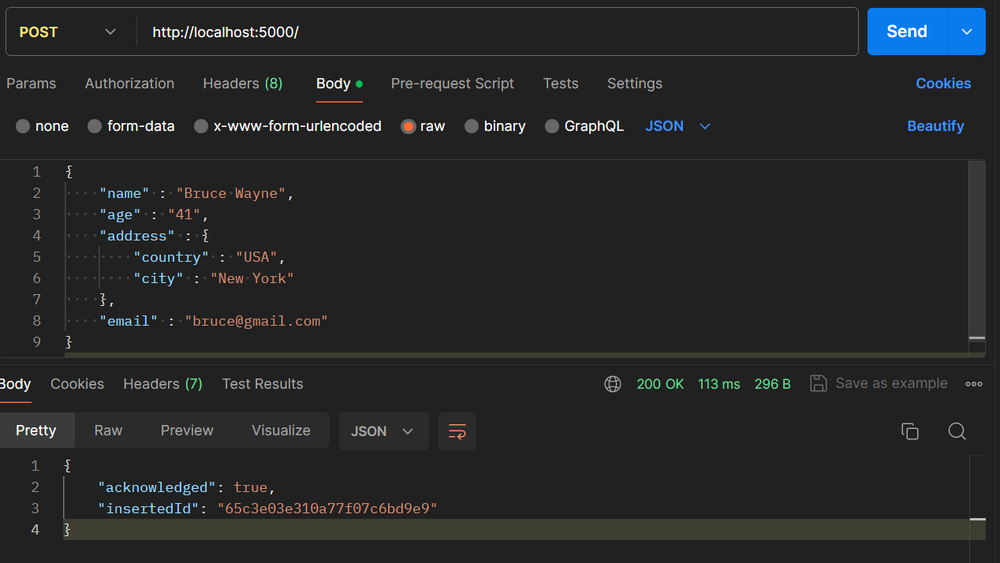 POST http://localhost:5000/ Send
Params Authorization Headers (8) Body Pre-request Script Tests Settings Cookies
none form-data x-www-form-urlencoded raw binary GraphQL JSON Beautify
1 {
2 "name" : "Bruce Wayne",
3 "age" : "41",
4 "address" : {
5 "country" : "USA",
6 "city" : "New York"
7 },
8 "email" : "bruce@gmail.com"
9 }
Body Cookies Headers (7) Test Results 200 OK 113 ms 296 B Save as example
Pretty Raw Preview Visualize JSON
1 {
2 "acknowledged": true,
3 "insertedId": "65c3e03e310a77f07c6bd9e9"
4 }